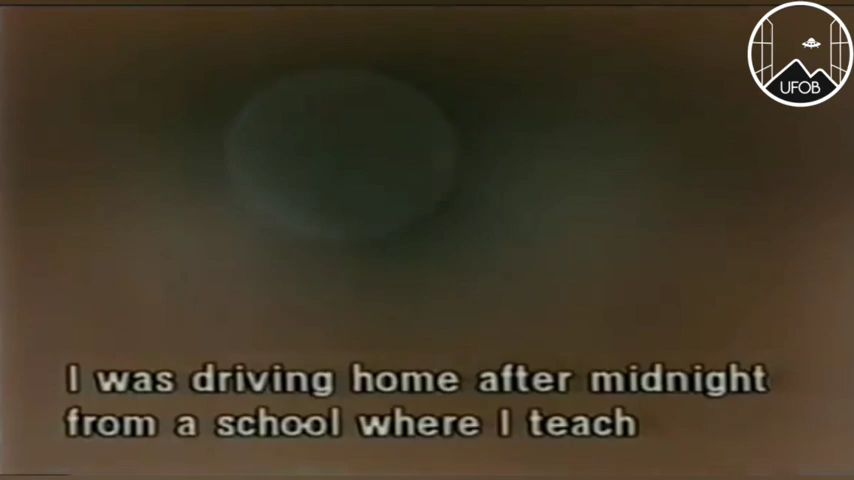 UFOB
I was driving home after midnight
from a school where I teach